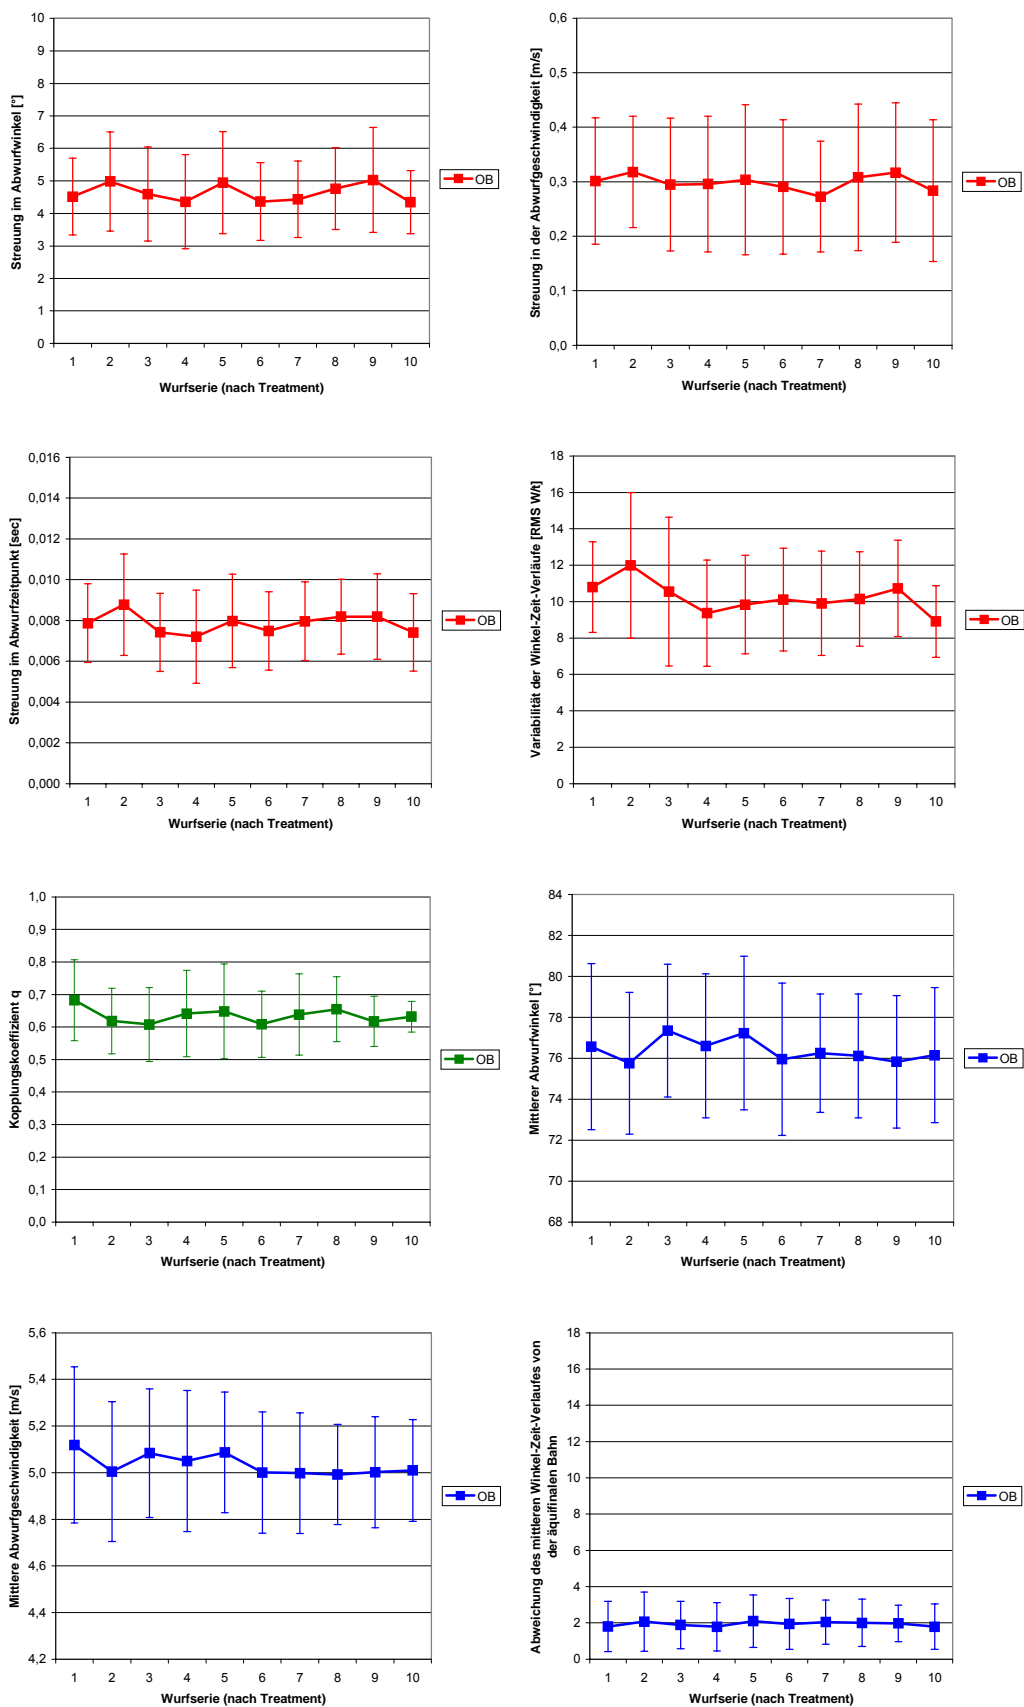 Streuung im Abwurfwinkel [°]
10
9
8
7
6
5
4
3
2
1
0
1 2 3 4 5 6 7 8 9 10
Wurfserie (nach Treatment)
OB
Streuung in der Abwurfgeschwindigkeit [m/s]
0,6
0,5
0,4
0,3
0,2
0,1
0,0
1 2 3 4 5 6 7 8 9 10
Wurfserie (nach Treatment)
OB
Streuung im Abwurfzeitpunkt [sec]
0,016
0,014
0,012
0,010
0,008
0,006
0,004
0,002
0,000
1 2 3 4 5 6 7 8 9 10
Wurfserie (nach Treatment)
OB
Variabilität der Winkel-Zeit-Verläufe [RMS W/t]
18
16
14
12
10
8
6
4
2
0
1 2 3 4 5 6 7 8 9 10
Wurfserie (nach Treatment)
OB
Kopplungskoeffizient q
1,0
0,9
0,8
0,7
0,6
0,5
0,4
0,3
0,2
0,1
0,0
1 2 3 4 5 6 7 8 9 10
Wurfserie (nach Treatment)
OB
Mittlerer Abwurfwinkel [°]
84
82
80
78
76
74
72
70
68
1 2 3 4 5 6 7 8 9 10
Wurfserie (nach Treatment)
OB
Mittlere Abwurfgeschwindigkeit [m/s]
5,6
5,4
5,2
5,0
4,8
4,6
4,4
4,2
1 2 3 4 5 6 7 8 9 10
Wurfserie (nach Treatment)
OB
Abweichung des mittleren Winkel-Zeit-Verlaufes von
der äquifinalen Bahn
18
16
14
12
10
8
6
4
2
0
1 2 3 4 5 6 7 8 9 10
Wurfserie (nach Treatment)
OB